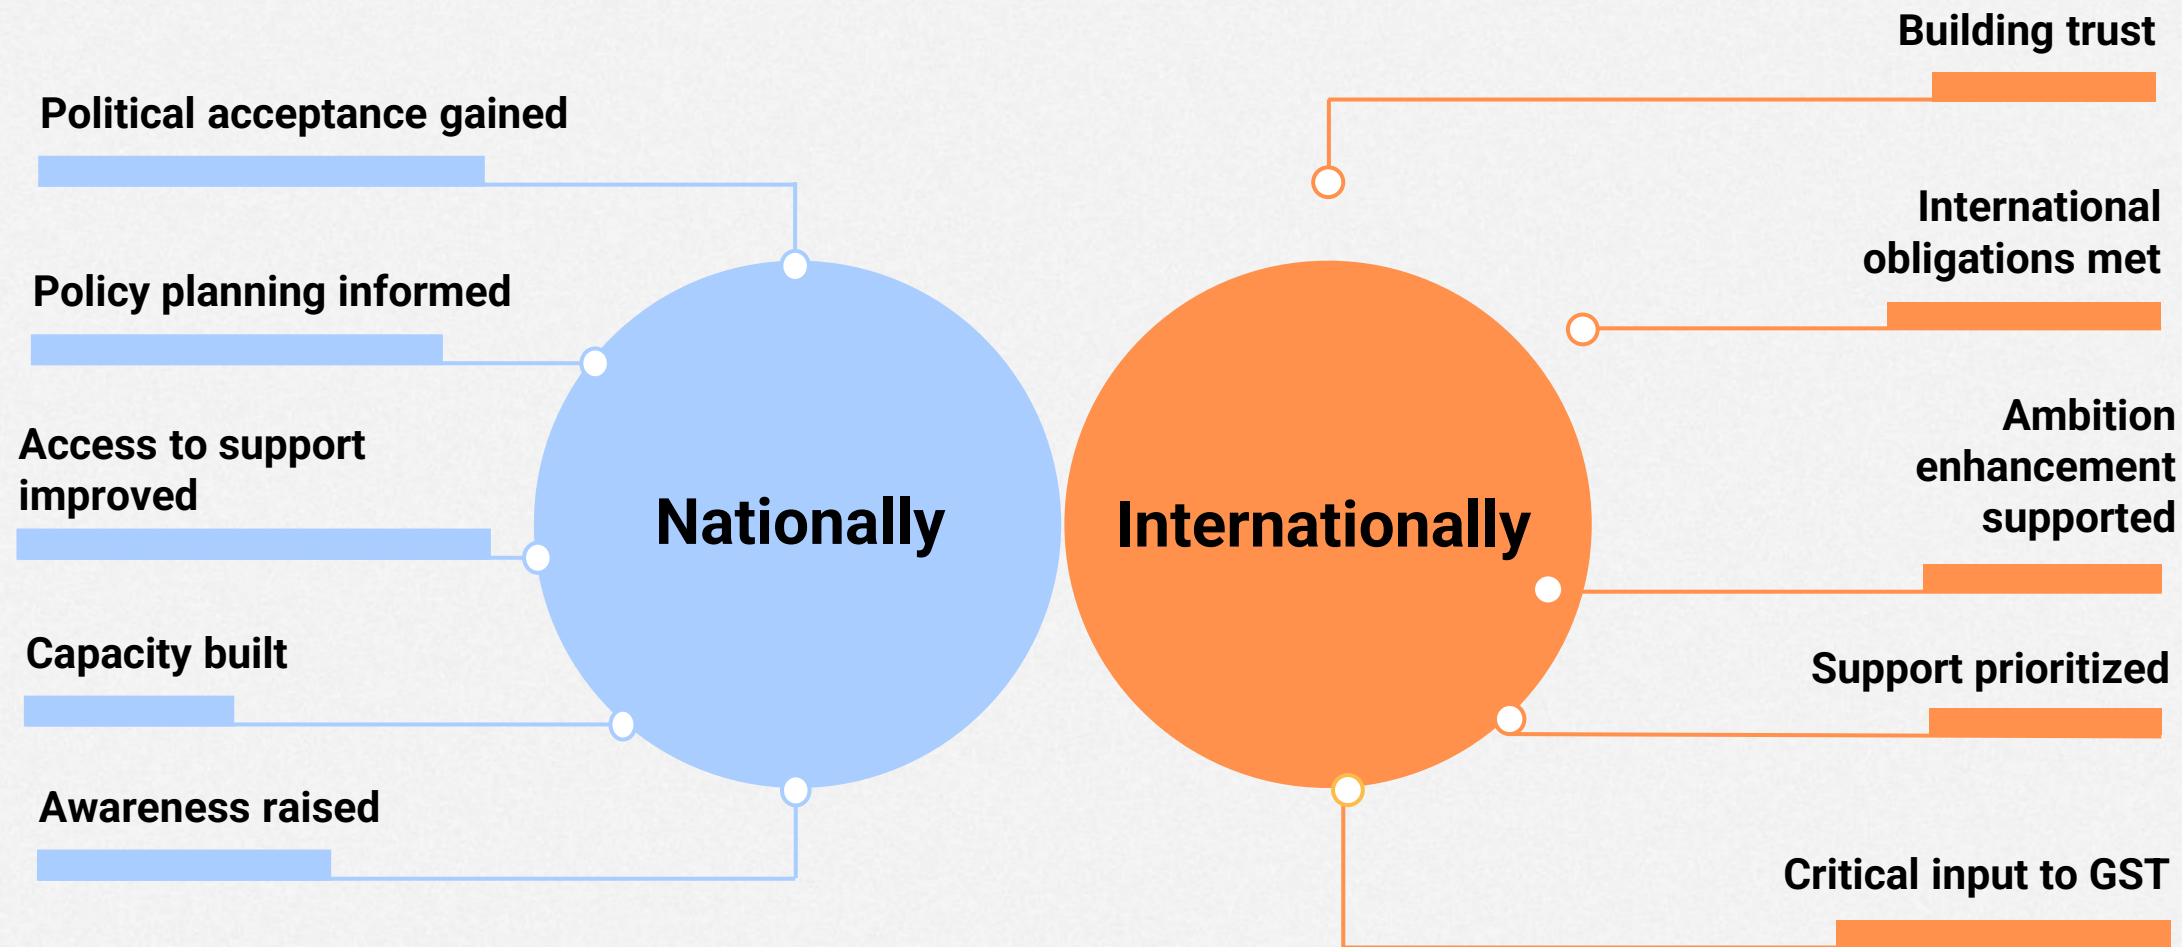 Political acceptance gained
Policy planning informed
Access to support
improved
Capacity built
Awareness raised
Nationally
Internationally
Building trust
International
obligations met
Ambition
enhancement
supported
Support prioritized
Critical input to GST